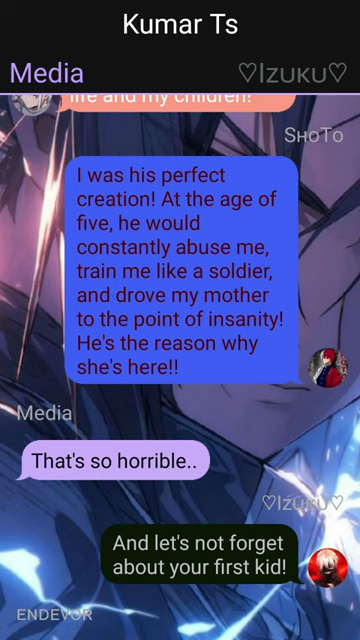 Kumar Ts
Media ♡Izuku♡
life and my children!
ShoTo
I was his perfect
creation! At the age of
five, he would
constantly abuse me,
train me like a soldier,
and drove my mother
to the point of insanity!
He's the reason why
she's here!!
Media
That's so horrible..
♡Izuku♡
And let's not forget
about your first kid!
ENDEVOR